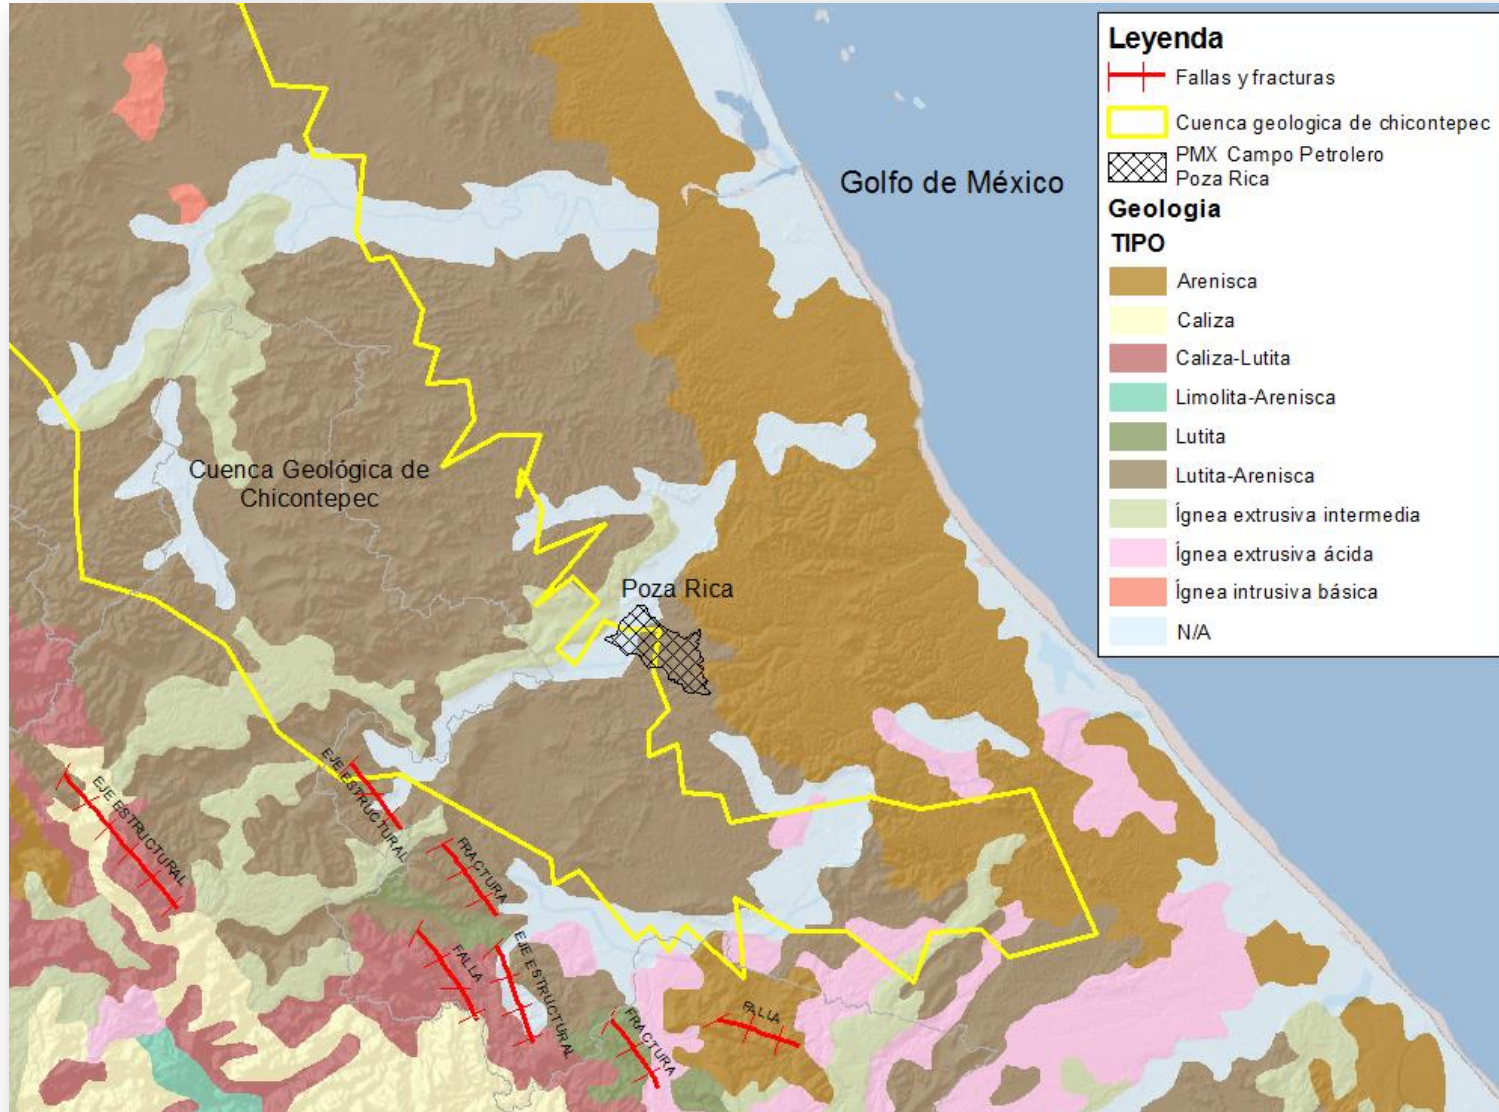 Leyenda
Fallas y fracturas
Cuenca geologica de chicontepec
PMX Campo Petrolero
Poza Rica
Geologia
TIPO
Arenisca
Caliza
Caliza-Lutita
Limolita-Arenisca
Lutita
Lutita-Arenisca
Ígnea extrusiva intermedia
Ígnea extrusiva ácida
Ígnea intrusiva básica
N/A
Golfo de México
Cuenca Geológica de
Chicontepec
Poza Rica
EJE ESTRUCTURAL
EJE ESTRUCTURAL
FRACTURA
FALLA
EJE ESTRUCTURAL
FRACTURA
FALLA